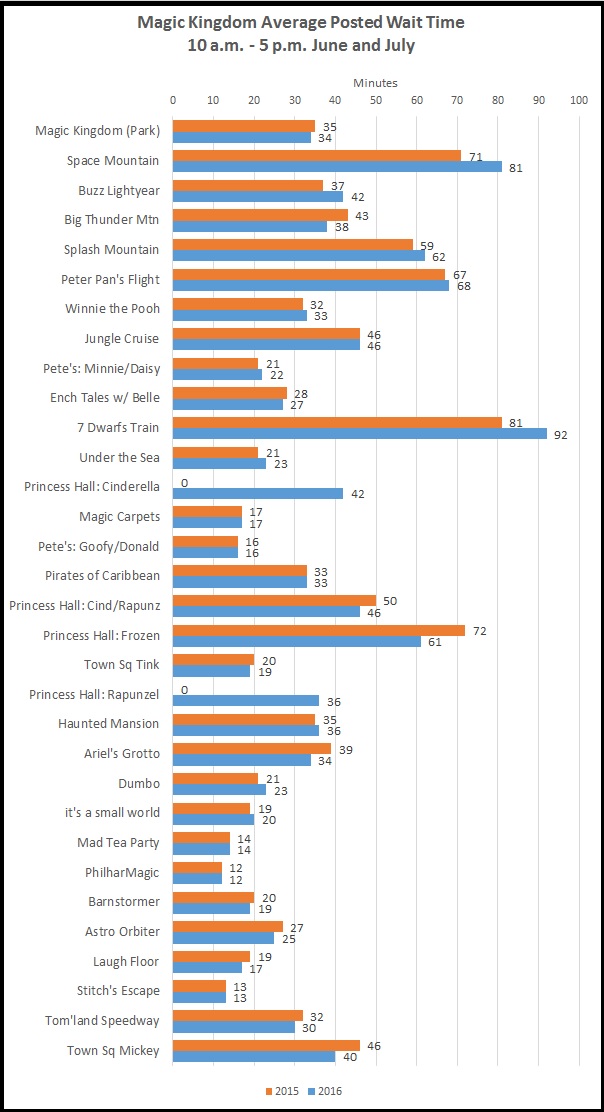 Magic Kingdom Average Posted Wait Time
10 a.m. - 5 p.m. June and July
Minutes
0 10 20 30 40 50 60 70 80 90 100
Magic Kingdom (Park) 35
34
Space Mountain 71
81
Buzz Lightyear 37
42
Big Thunder Mtn 43
38
Splash Mountain 59
62
Peter Pan's Flight 67
68
Winnie the Pooh 32
33
Jungle Cruise 46
46
Pete's: Minnie/Daisy 21
22
Ench Tales w/ Belle 28
27
7 Dwarfs Train 81
92
Under the Sea 21
23
Princess Hall: Cinderella 0
42
Magic Carpets 17
17
Pete's: Goofy/Donald 16
16
Pirates of Caribbean 33
33
Princess Hall: Cind/Rapunz 50
46
Princess Hall: Frozen 72
61
Town Sq Tink 20
19
Princess Hall: Rapunzel 0
36
Haunted Mansion 35
36
Ariel's Grotto 39
34
Dumbo 21
23
it's a small world 19
20
Mad Tea Party 14
14
PhilharMagic 12
12
Barnstormer 20
19
Astro Orbiter 27
25
Laugh Floor 19
17
Stitch's Escape 13
13
Tom'land Speedway 32
30
Town Sq Mickey 46
40
2015 2016